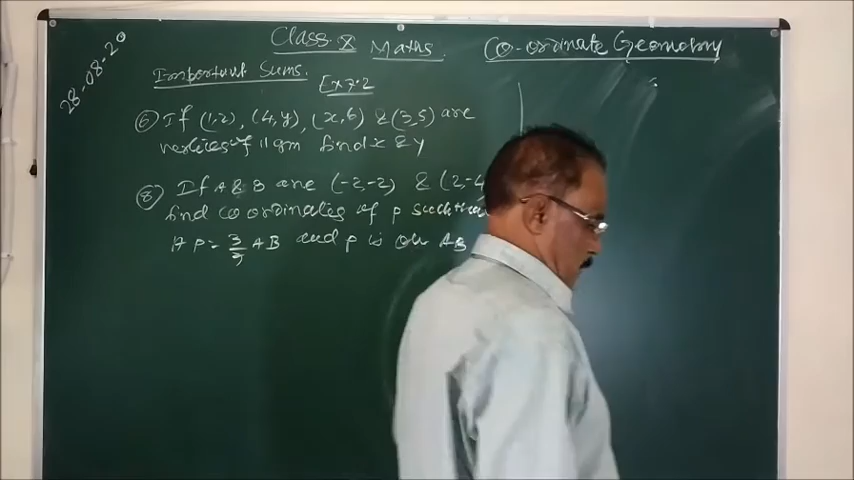 28-08-20
Class X Maths Co-ordinate Geometry
Important Sums. Ex 7.2
(6) If (1,2), (4,y), (x,6) & (3,5) are
vertices of 11gm find x & y
(8) If A & B are (-2,-2) & (2,-4
find coordinates of P such
AP = 3/7 AB and P is on AB